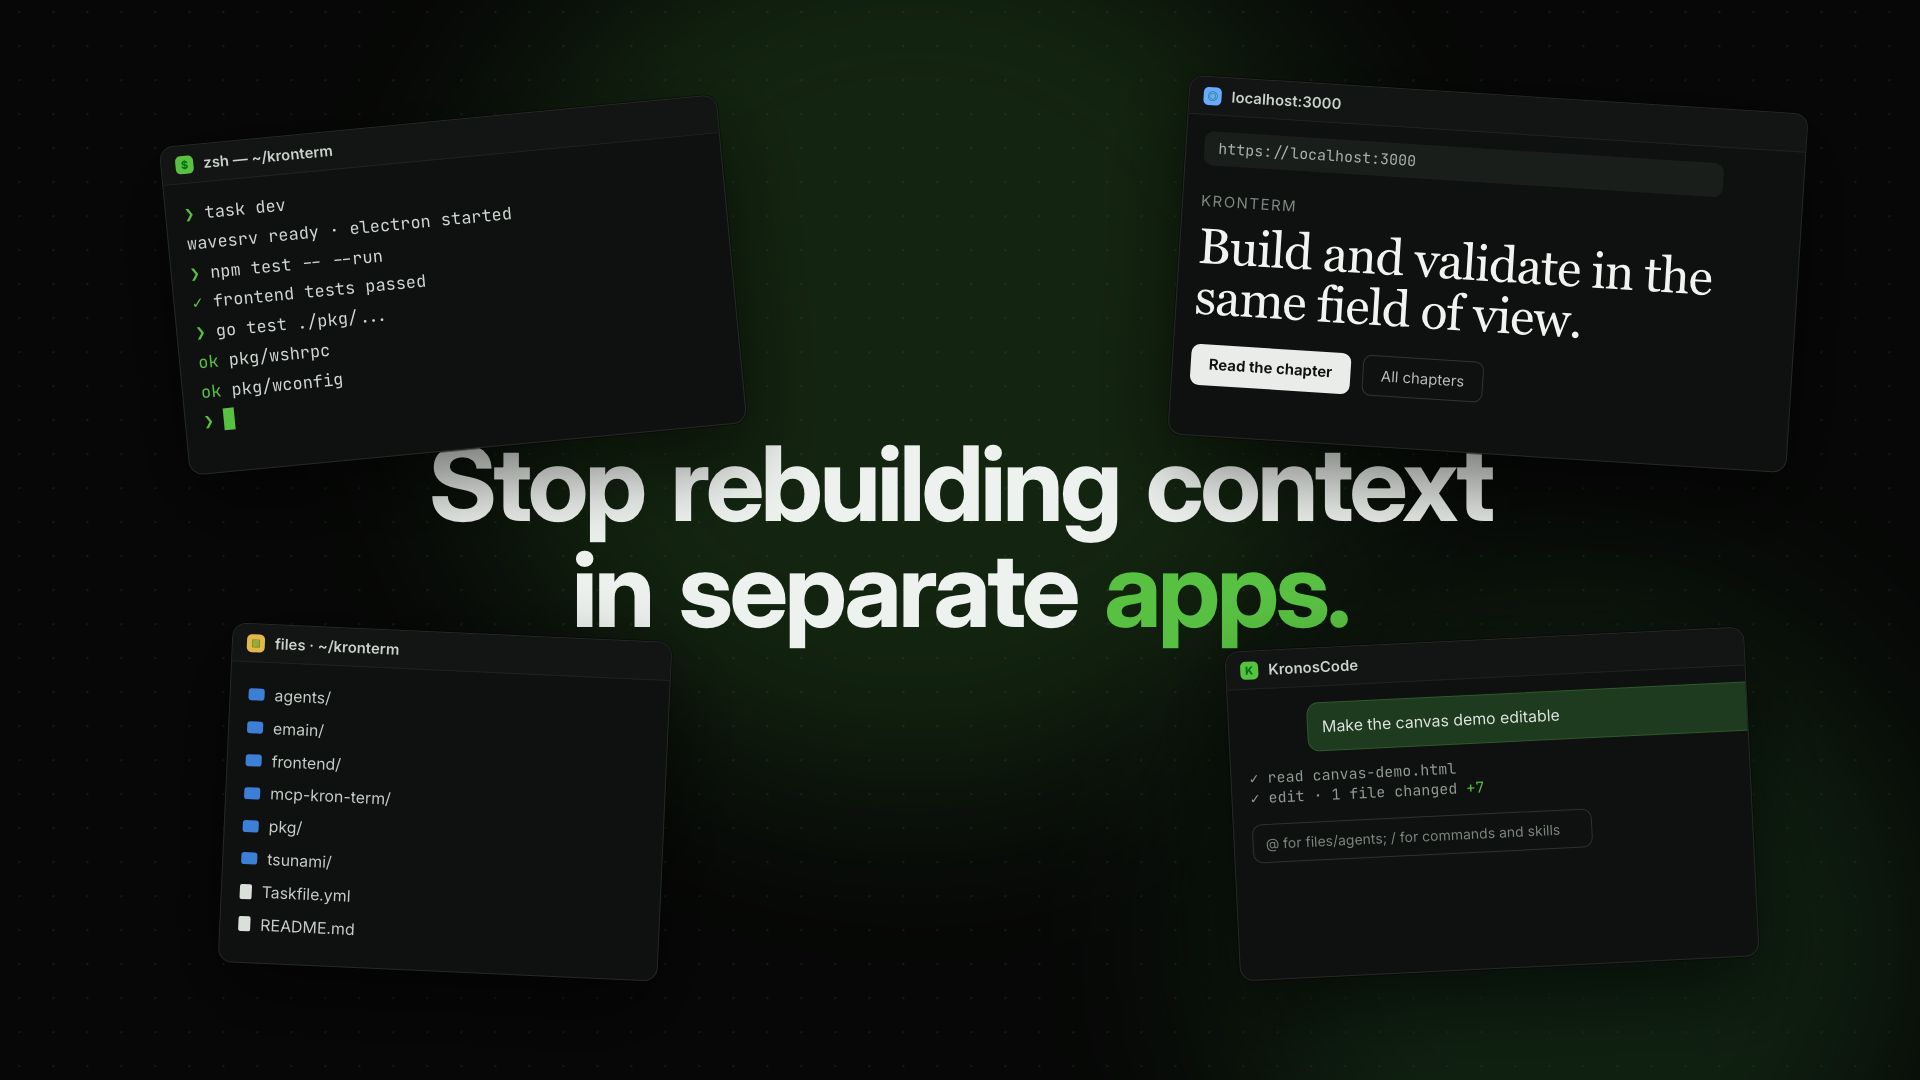 $ zsh — ~/kronterm
❯ task dev
wavesrv ready · electron started
❯ npm test -- --run
✓ frontend tests passed
❯ go test ./pkg/...
ok pkg/wshrpc
ok pkg/wconfig
❯
localhost:3000
https://localhost:3000
KRONTERM
Build and validate in the
same field of view.
Read the chapter
All chapters
Stop rebuilding context
in separate apps.
files · ~/kronterm
agents/
emain/
frontend/
mcp-kron-term/
pkg/
tsunami/
Taskfile.yml
README.md
K KronosCode
Make the canvas demo editable
✓ read canvas-demo.html
✓ edit · 1 file changed +7
@ for files/agents; / for commands and skills